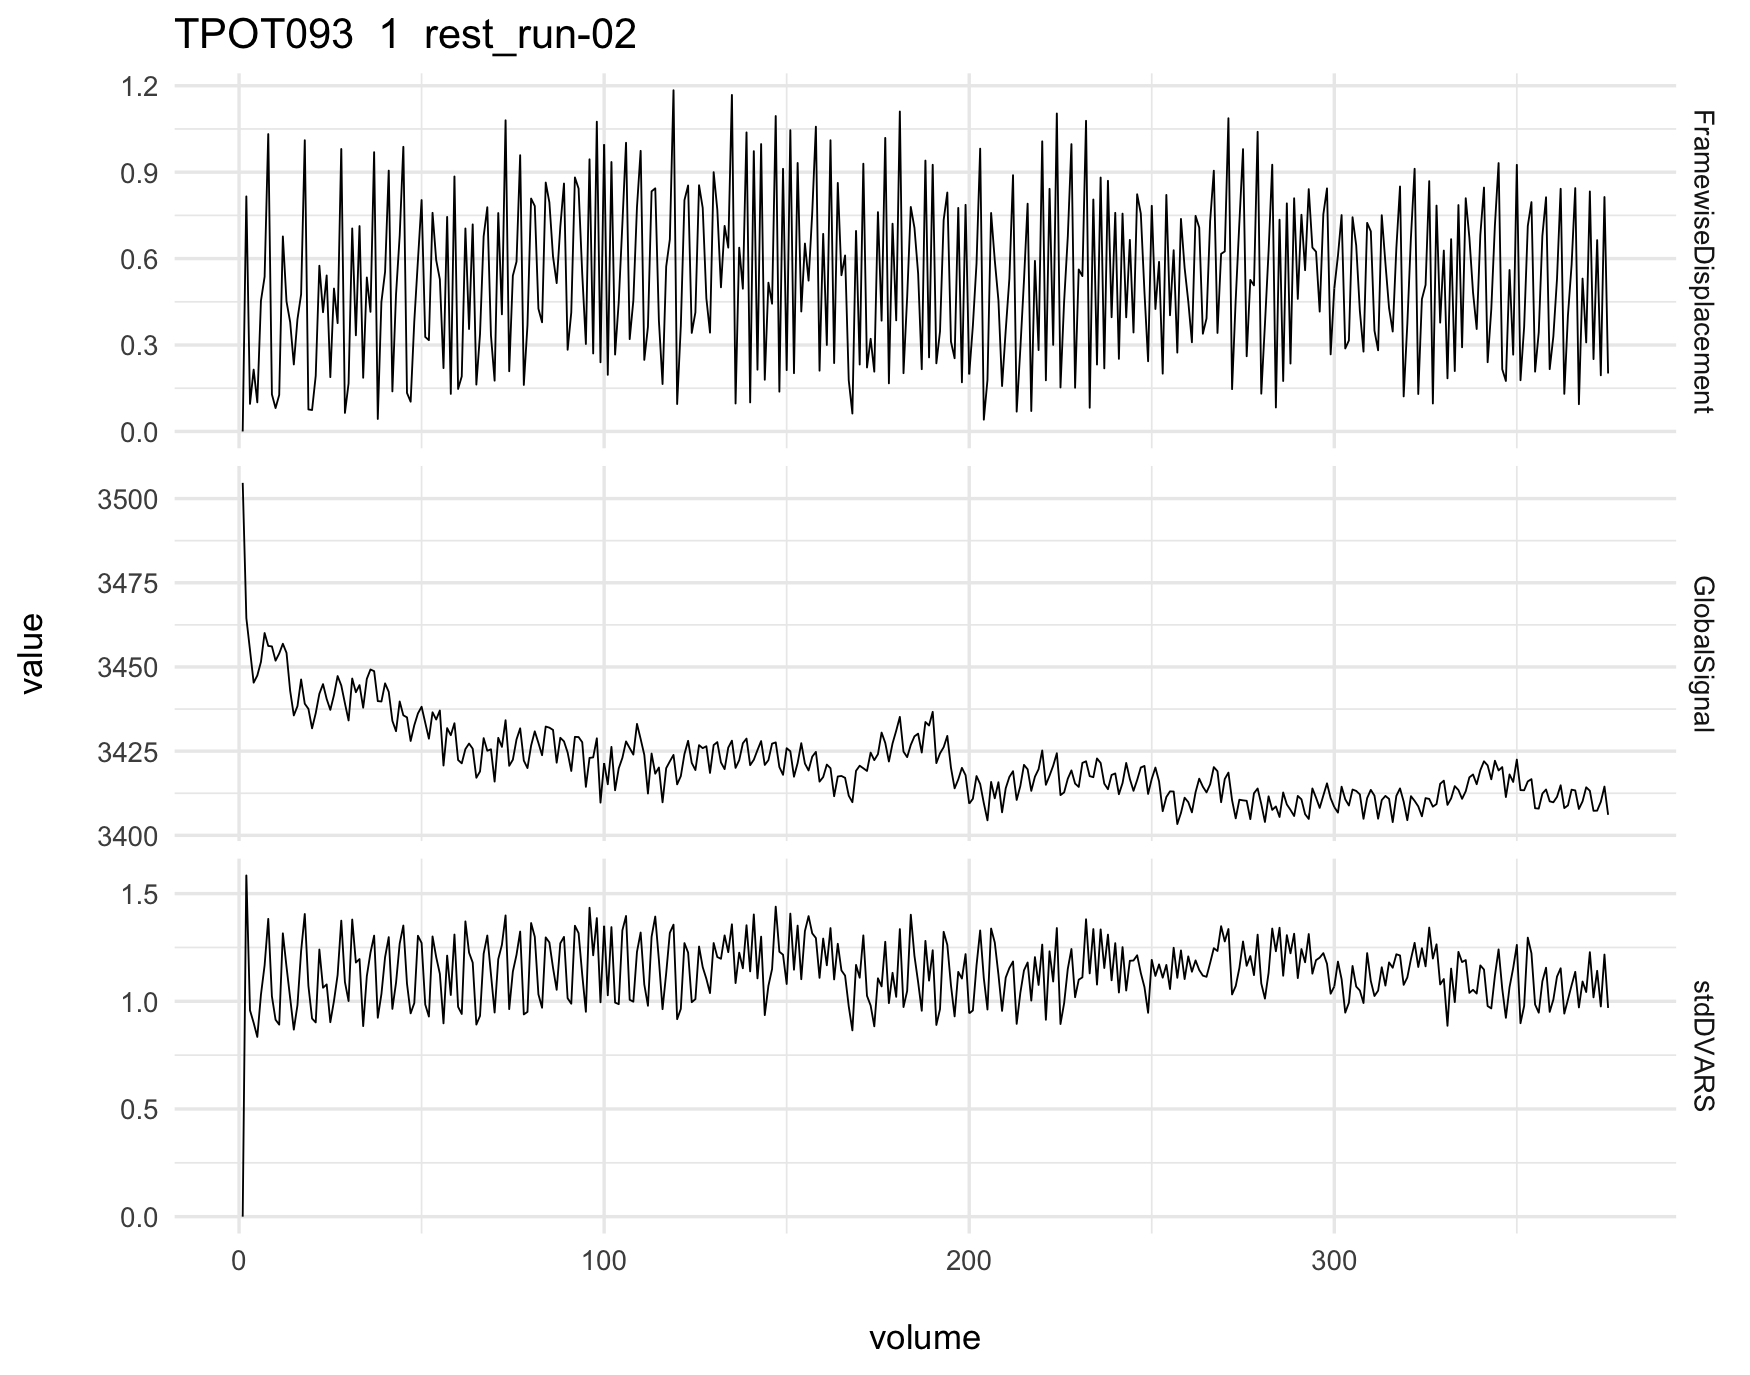 TPOT093 1 rest_run-02
1.2
0.9
0.6
0.3
0.0
FramewiseDisplacement
3500
3475
3450
3425
3400
GlobalSignal
value
1.5
1.0
0.5
0.0
stdDVARS
0 100 200 300
volume